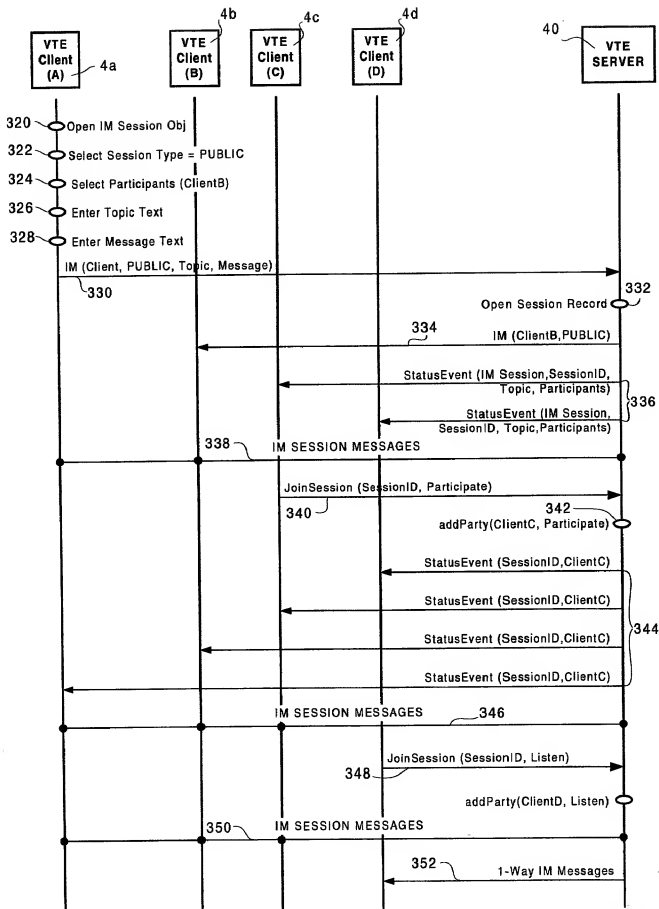 4b
4c
4d
40
VTE
Client
(A)
4a
VTE
Client
(B)
VTE
Client
(C)
VTE
Client
(D)
VTE
SERVER
320
Open IM Session Obj
322
Select Session Type = PUBLIC
324
Select Participants (ClientB)
326
Enter Topic Text
328
Enter Message Text
IM (Client, PUBLIC, Topic, Message)
330
332
Open Session Record
334
IM (ClientB,PUBLIC)
StatusEvent (IM Session,SessionID,
Topic, Participants)
336
StatusEvent (IM Session,
SessionID, Topic,Participants)
338
IM SESSION MESSAGES
JoinSession (SessionID, Participate)
340
342
addParty(ClientC, Participate)
StatusEvent (SessionID,ClientC)
StatusEvent (SessionID,ClientC)
344
StatusEvent (SessionID,ClientC)
StatusEvent (SessionID,ClientC)
IM SESSION MESSAGES
346
JoinSession (SessionID, Listen)
348
addParty(ClientD, Listen)
350
IM SESSION MESSAGES
352
1-Way IM Messages